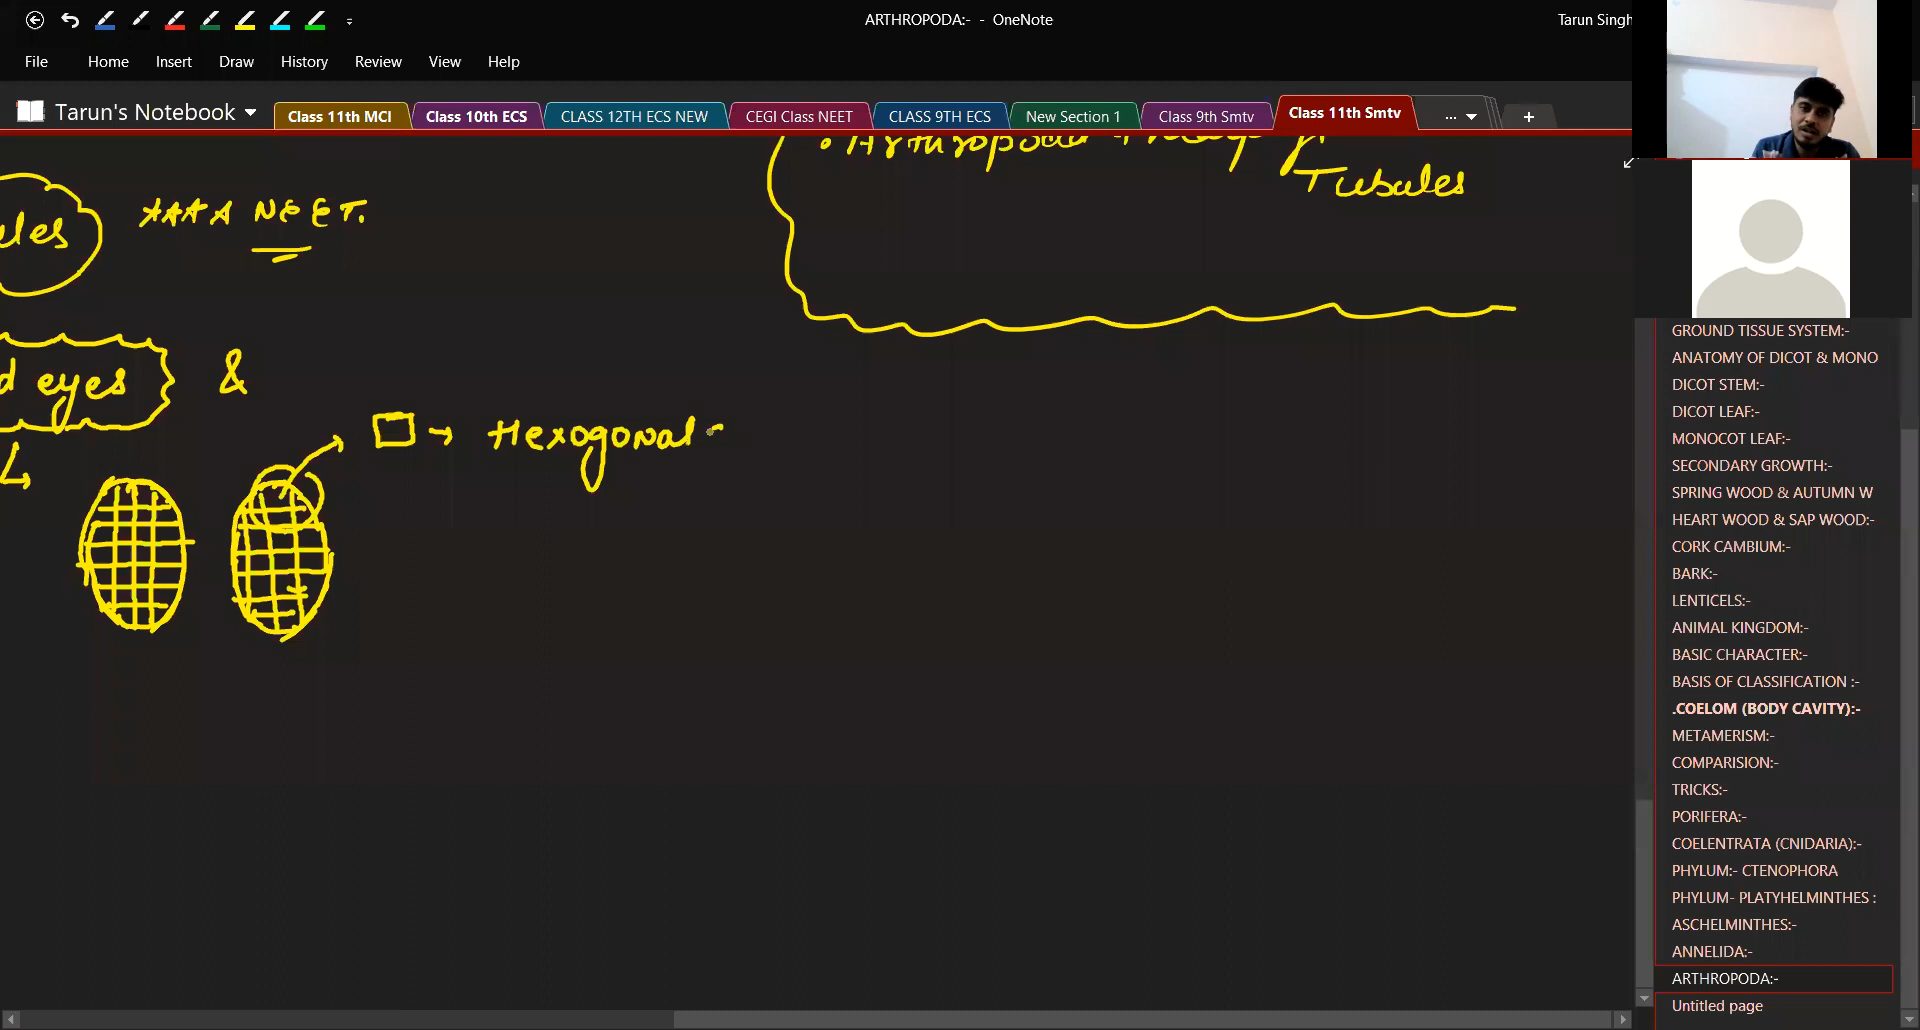 ARTHROPODA:- - OneNote
Tarun Singh
File Home Insert Draw History Review View Help
Tarun's Notebook
Class 11th MCI
Class 10th ECS
CLASS 12TH ECS NEW
CEGI Class NEET
CLASS 9TH ECS
New Section 1
Class 9th Smtv
Class 11th Smtv
...
+
Tubules
NEET.
eyes &
→ Hexogonal -
GROUND TISSUE SYSTEM:-
ANATOMY OF DICOT & MONO
DICOT STEM:-
DICOT LEAF:-
MONOCOT LEAF:-
SECONDARY GROWTH:-
SPRING WOOD & AUTUMN W
HEART WOOD & SAP WOOD:-
CORK CAMBIUM:-
BARK:-
LENTICELS:-
ANIMAL KINGDOM:-
BASIC CHARACTER:-
BASIS OF CLASSIFICATION :-
.COELOM (BODY CAVITY):-
METAMERISM:-
COMPARISION:-
TRICKS:-
PORIFERA:-
COELENTRATA (CNIDARIA):-
PHYLUM:- CTENOPHORA
PHYLUM- PLATYHELMINTHES :
ASCHELMINTHES:-
ANNELIDA:-
ARTHROPODA:-
Untitled page